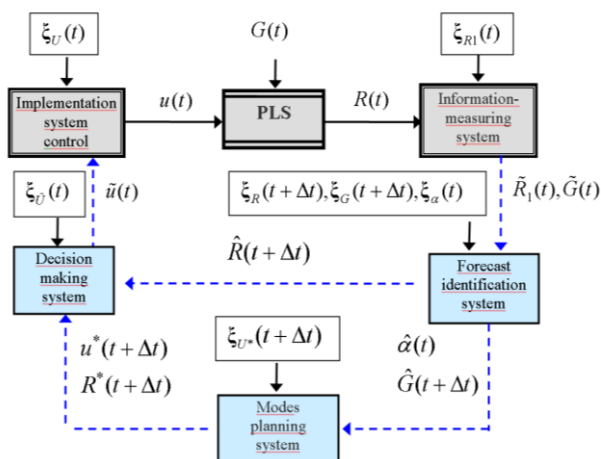 ξ_U(t)
G(t)
ξ_R1(t)
Implementation
system
control
u(t)
PLS
R(t)
Information-
measuring
system
ξ_Û(t)
ũ(t)
ξ_R(t+Δt),ξ_G(t+Δt),ξ_α(t)
R̃₁(t),G̃(t)
Decision
making
system
R̂(t+Δt)
Forecast
identification
system
u*(t+Δt)
R*(t+Δt)
ξ_U*(t+Δt)
α̂(t)
Ĝ(t+Δt)
Modes
planning
system